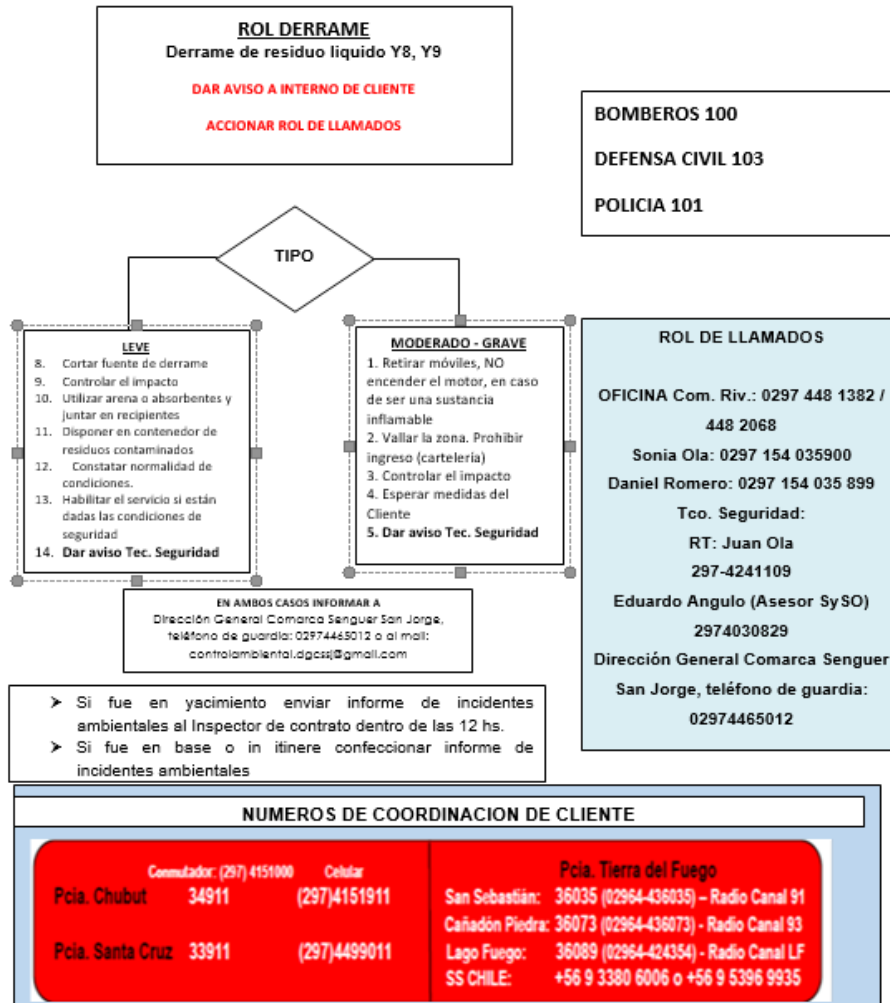 ROL DERRAME
Derrame de residuo liquido Y8, Y9
DAR AVISO A INTERNO DE CLIENTE
ACCIONAR ROL DE LLAMADOS
BOMBEROS 100
DEFENSA CIVIL 103
POLICIA 101
TIPO
LEVE
8. Cortar fuente de derrame
9. Controlar el impacto
10. Utilizar arena o absorbentes y
juntar en recipientes
11. Disponer en contenedor de
residuos contaminados
12. Constatar normalidad de
condiciones.
13. Habilitar el servicio si están
dadas las condiciones de
seguridad
14. Dar aviso Tec. Seguridad
MODERADO - GRAVE
1. Retirar móviles, NO
encender el motor, en caso
de ser una sustancia
inflamable
2. Vallar la zona. Prohibir
ingreso (cartelería)
3. Controlar el impacto
4. Esperar medidas del
Cliente
5. Dar aviso Tec. Seguridad
ROL DE LLAMADOS
OFICINA Com. Riv.: 0297 448 1382 /
448 2068
Sonia Ola: 0297 154 035900
Daniel Romero: 0297 154 035 899
Tco. Seguridad:
RT: Juan Ola
297-4241109
Eduardo Angulo (Asesor SySO)
2974030829
Dirección General Comarca Senguer
San Jorge, teléfono de guardia:
02974465012
EN AMBOS CASOS INFORMAR A
Dirección General Comarca Senguer San Jorge,
teléfono de guardia: 02974465012 o al mail:
controlambiental.dgcssj@gmail.com
➤ Si fue en yacimiento enviar informe de incidentes
ambientales al Inspector de contrato dentro de las 12 hs.
➤ Si fue en base o in itinere confeccionar informe de
incidentes ambientales
NUMEROS DE COORDINACION DE CLIENTE
Conmutador: (297) 4151000 Celular
Pcia. Chubut 34911 (297)4151911
Pcia. Santa Cruz 33911 (297)4499011
Pcia. Tierra del Fuego
San Sebastián: 36035 (02964-436035) – Radio Canal 91
Cañadón Piedra: 36073 (02964-436073) - Radio Canal 93
Lago Fuego: 36089 (02964-424354) - Radio Canal LF
SS CHILE: +56 9 3380 6006 o +56 9 5396 9935